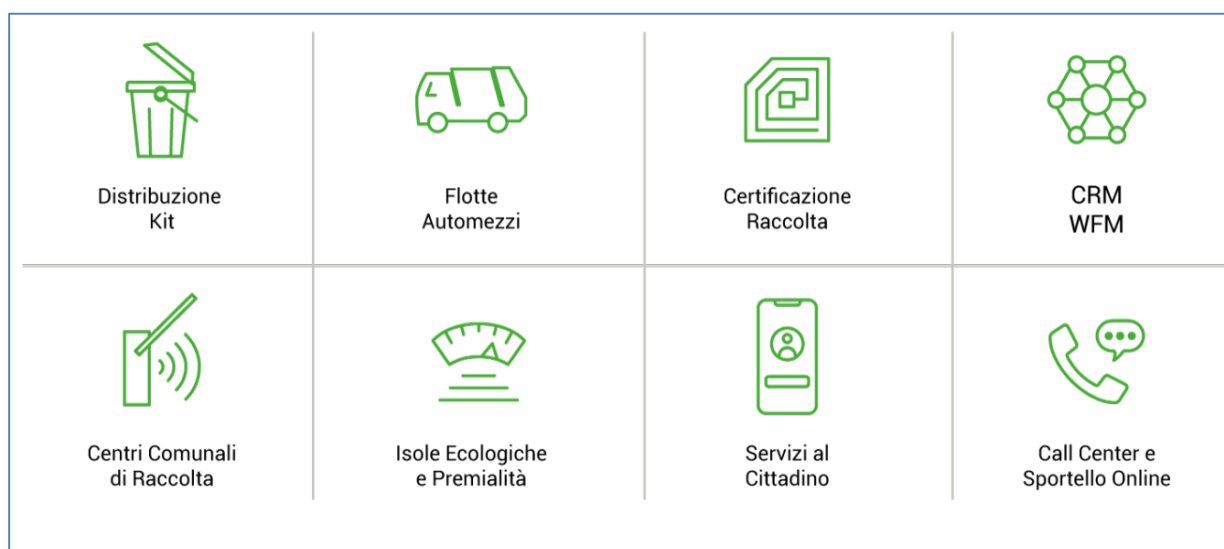 Distribuzione
Kit
Flotte
Automezzi
Certificazione
Raccolta
CRM
WFM
Centri Comunali
di Raccolta
Isole Ecologiche
e Premialità
Servizi al
Cittadino
Call Center e
Sportello Online